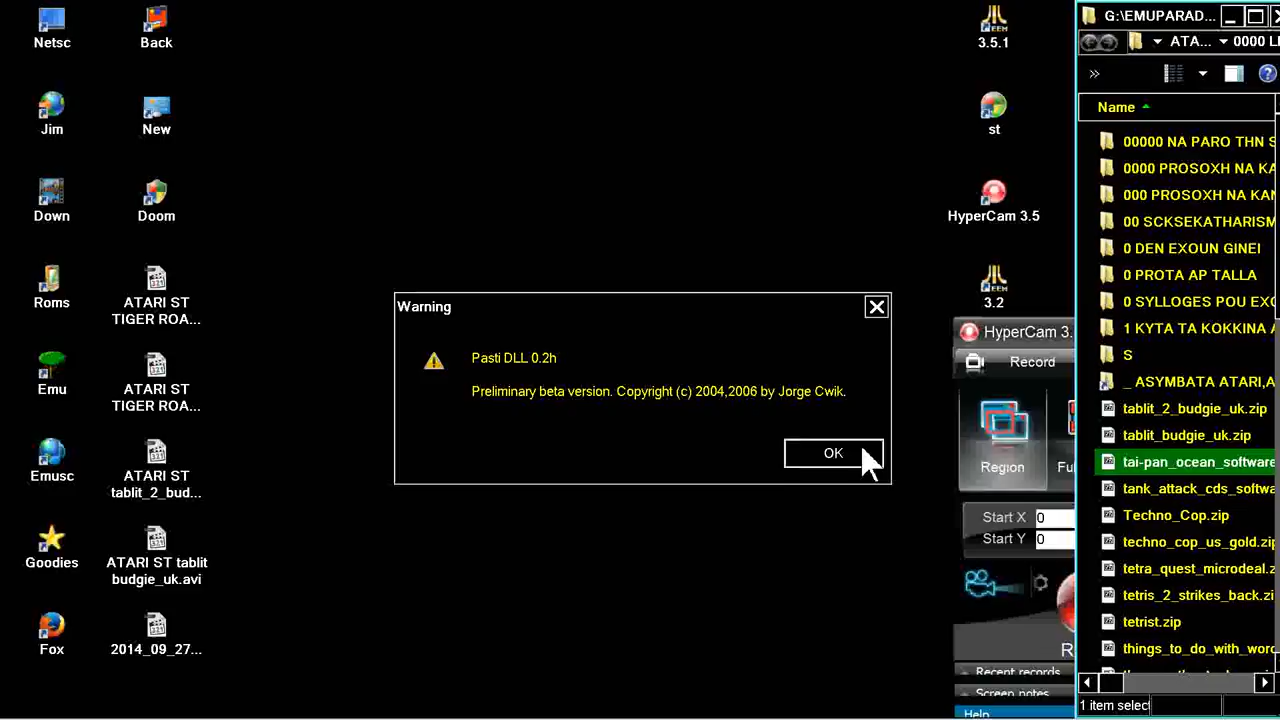 Netsc
Back
Jim
New
Down
Doom
Roms
ATARI ST
TIGER ROA...
Emu
ATARI ST
TIGER ROA...
Emusc
ATARI ST
tablit_2_bud...
Goodies
ATARI ST tablit
budgie_uk.avi
Fox
2014_09_27...
Warning
Pasti DLL 0.2h
Preliminary beta version. Copyright (c) 2004,2006 by Jorge Cwik.
OK
EEM
3.5.1
st
HyperCam 3.5
EEM
3.2
HyperCam 3.
Record
Region
Fu
Start X
0
Start Y
0
R
Recent records
Screen notes
Help
G:\EMUPARAD...
ATA...
0000 L
»
Name
00000 NA PARO THN S
0000 PROSOXH NA KA
000 PROSOXH NA KAN
00 SCKSEKATHARISM
0 DEN EXOUN GINEI
0 PROTA AP TALLA
0 SYLLOGES POU EXO
1 KYTA TA KOKKINA A
S
_ ASYMBATA ATARI,A
tablit_2_budgie_uk.zip
tablit_budgie_uk.zip
tai-pan_ocean_software
tank_attack_cds_softwa
Techno_Cop.zip
techno_cop_us_gold.zip
tetra_quest_microdeal.z
tetris_2_strikes_back.zi
tetrist.zip
things_to_do_with_word
1 item select